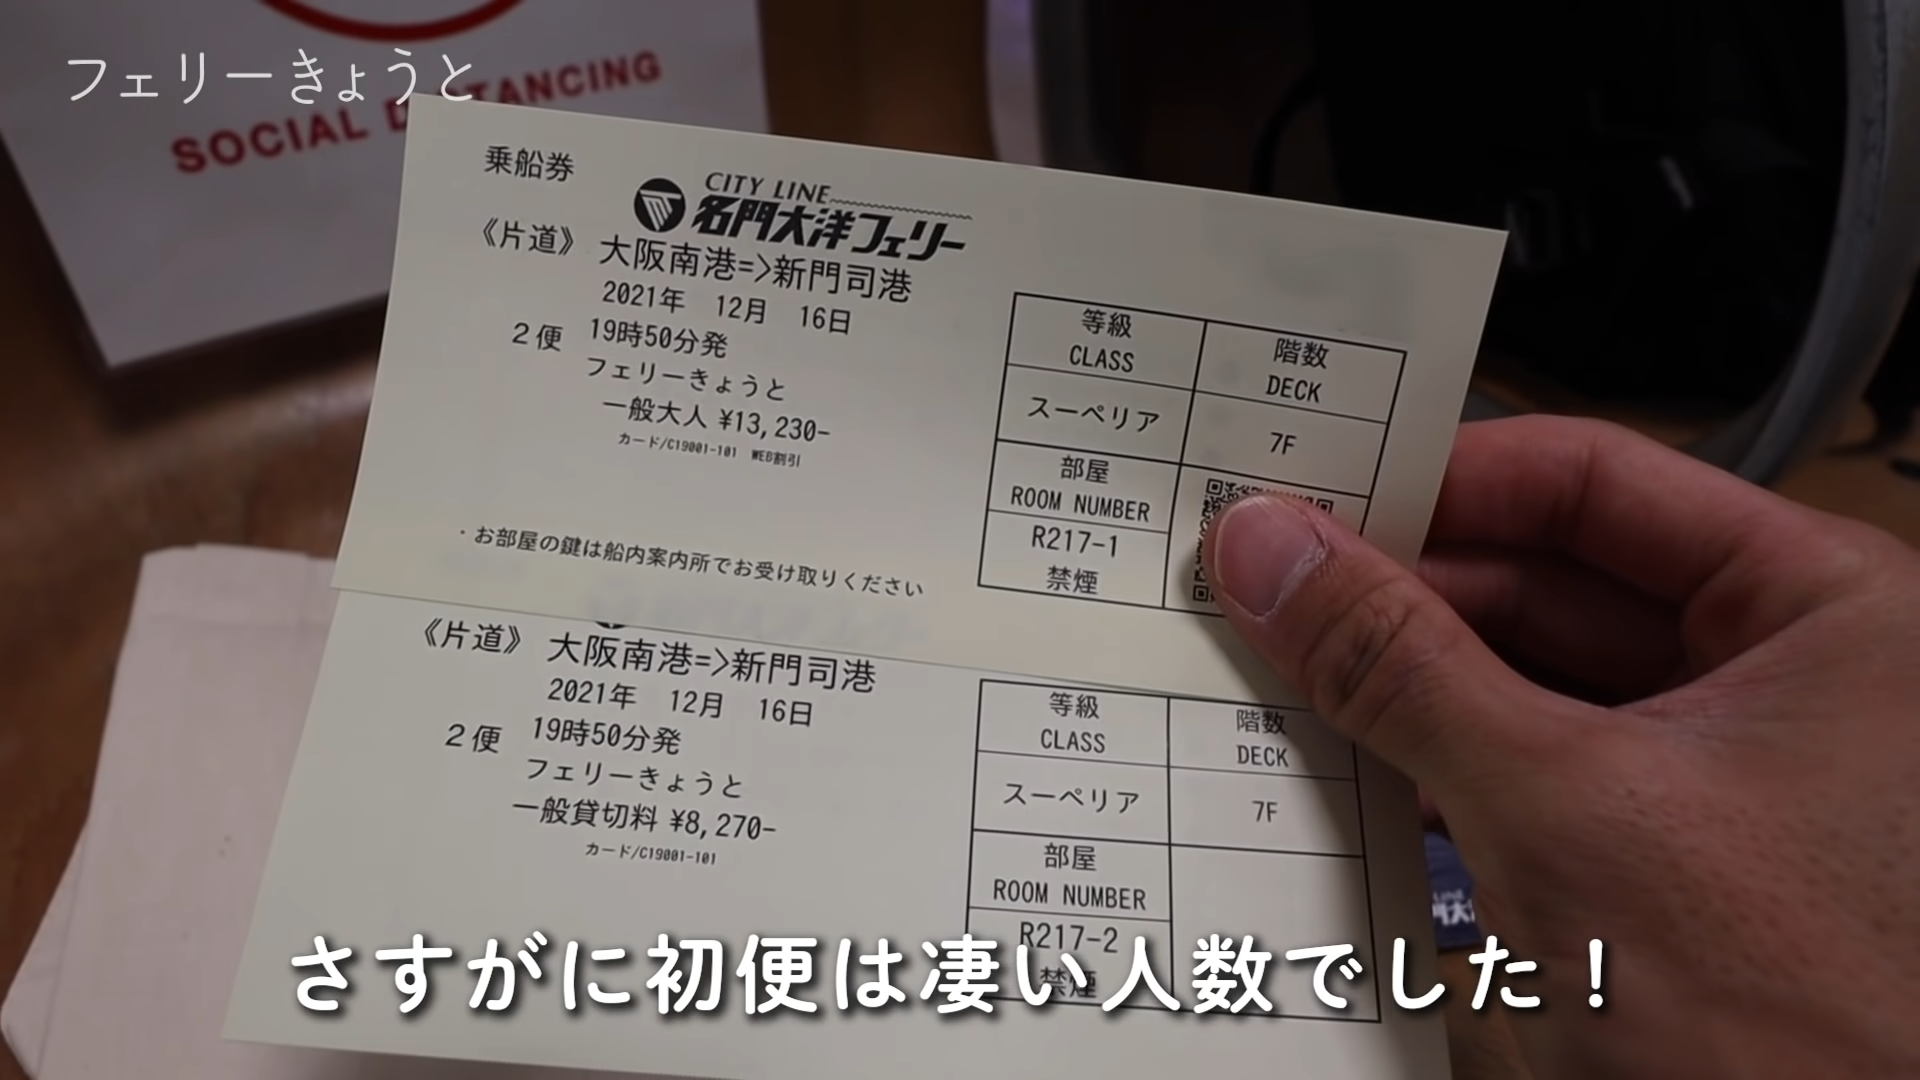 フェリーきょうと
SOCIAL DISTANCING
乗船券
CITY LINE
名門大洋フェリー
《片道》 大阪南港=>新門司港
2021年 12月 16日
2便 19時50分発
フェリーきょうと
一般大人 ¥13,230-
カード/C19001-101 WEB割引
等級 階数
CLASS DECK
スーペリア 7F
部屋
ROOM NUMBER
R217-1
禁煙
・お部屋の鍵は船内案内所でお受け取りください
《片道》 大阪南港=>新門司港
2021年 12月 16日
2便 19時50分発
フェリーきょうと
一般貸切料 ¥8,270-
カード/C19001-101
等級 階数
CLASS DECK
スーペリア 7F
部屋
ROOM NUMBER
R217-2
禁煙
さすがに初便は凄い人数でした！